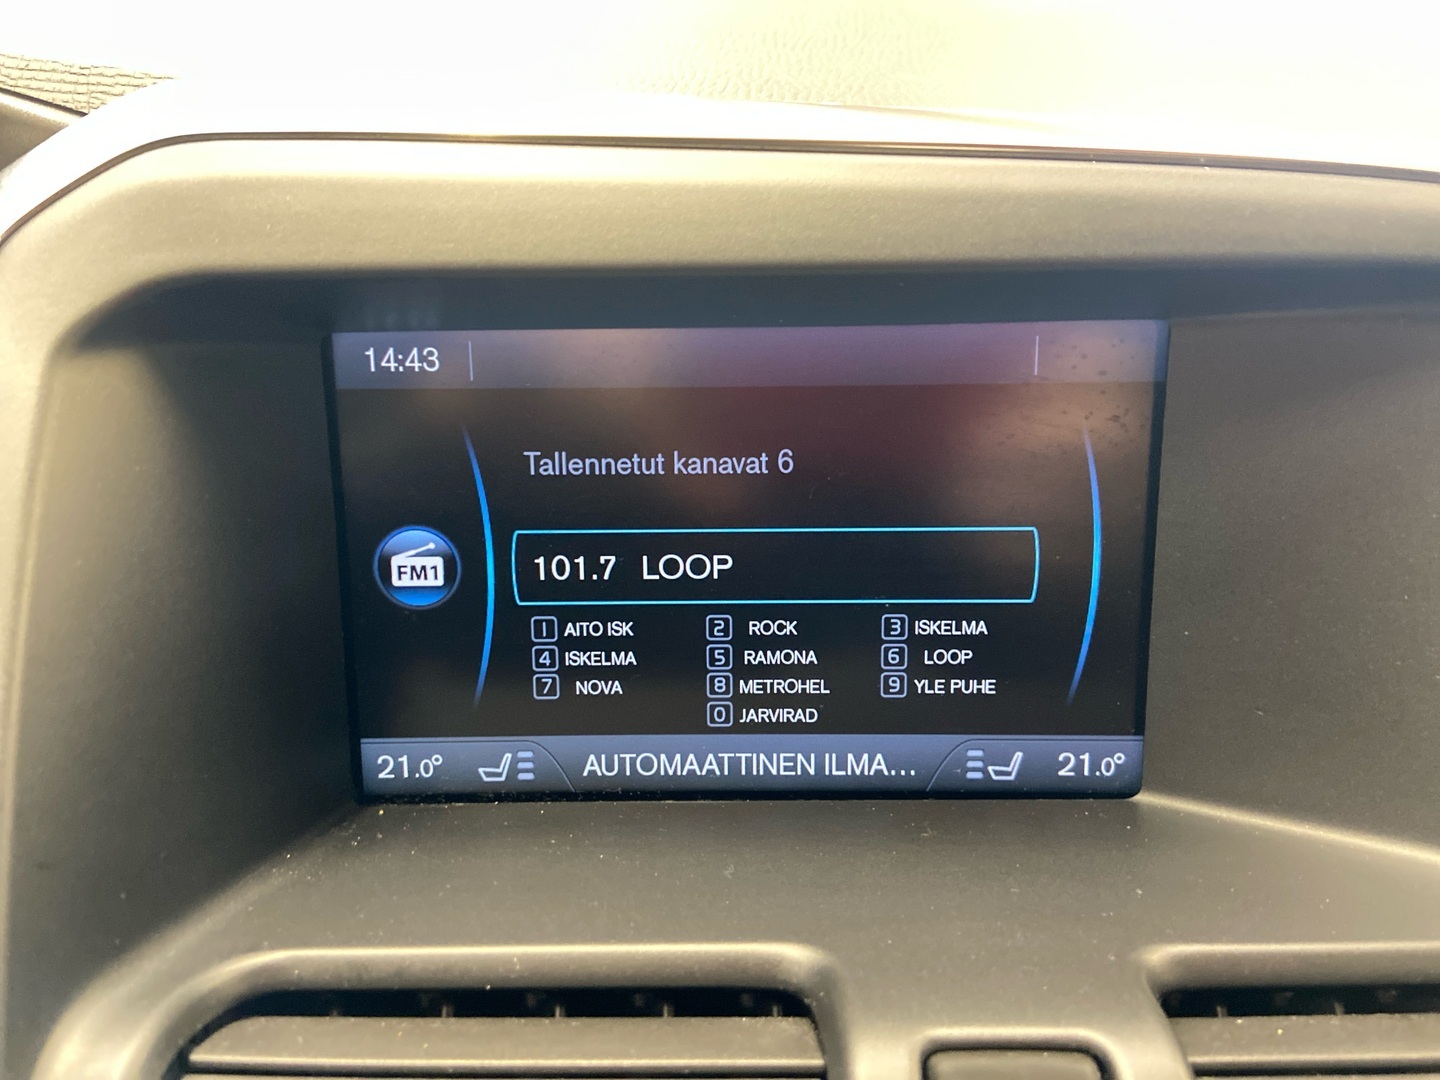 14:43
Tallennetut kanavat 6
FM1
101.7 LOOP
1 AITO ISK 2 ROCK 3 ISKELMA
4 ISKELMA 5 RAMONA 6 LOOP
7 NOVA 8 METROHEL 9 YLE PUHE
0 JARVIRAD
21.0° AUTOMAATTINEN ILMA... 21.0°